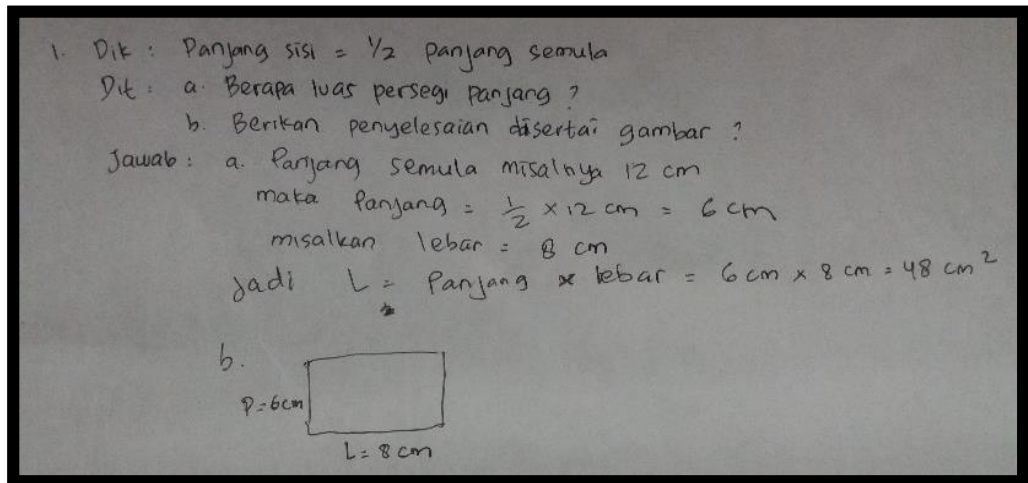 1. Dik : Panjang sisi = 1/2 panjang semula
Dit : a. Berapa luas persegi panjang ?
b. Berikan penyelesaian disertai gambar ?
Jawab : a. Panjang semula misalnya 12 cm
maka Panjang = 1/2 × 12 cm = 6 cm
misalkan lebar = 8 cm
Jadi L = Panjang × lebar = 6 cm × 8 cm = 48 cm²
b.
P = 6cm
L = 8 cm